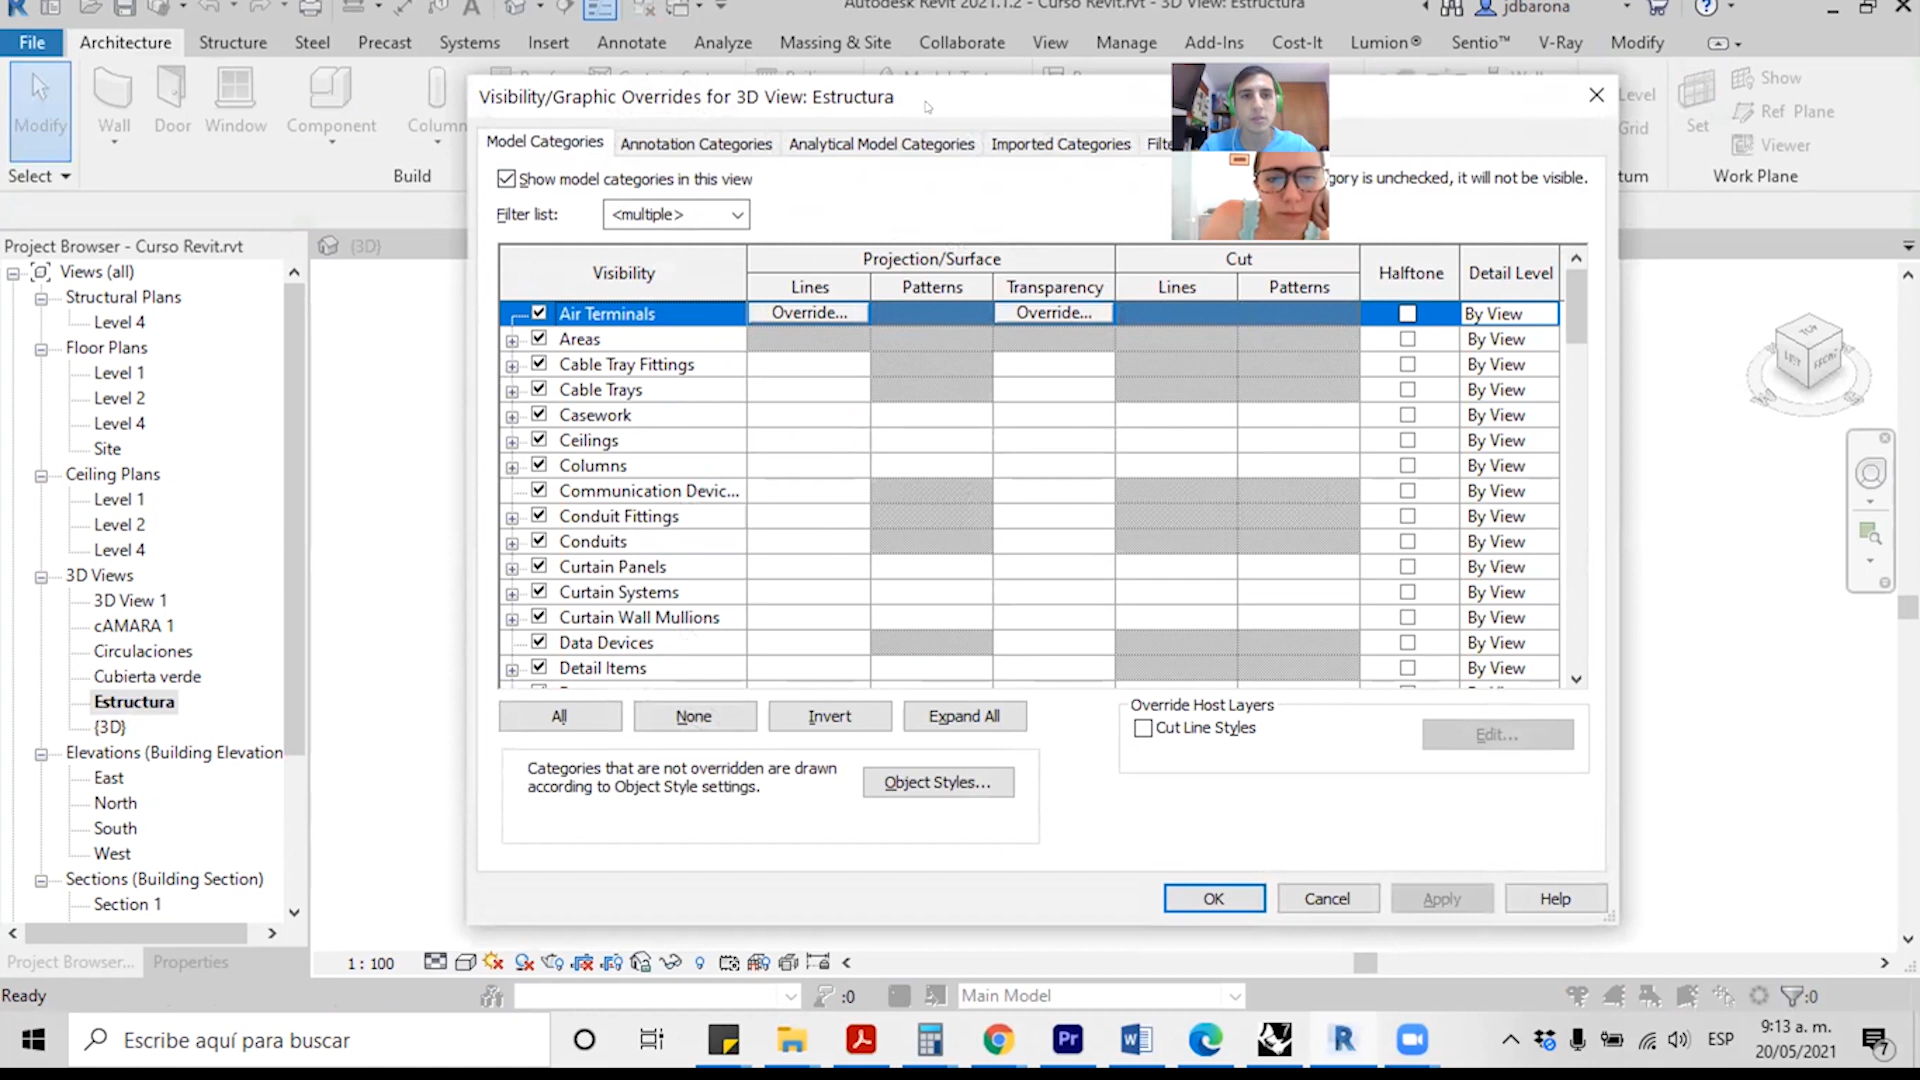 Autodesk Revit 2021.1.2 - Curso Revit.rvt - 3D View: Estructura
jdbarona
File Architecture Structure Steel Precast Systems Insert Annotate Analyze Massing & Site Collaborate View Manage Add-Ins Cost-It Lumion® Sentio™ V-Ray Modify
Modify
Wall
Door
Window
Component
Column
Level
Grid
Set
Show
Ref Plane
Viewer
Select
Build
Work Plane
Project Browser - Curso Revit.rvt
{3D}
Views (all)
Structural Plans
Level 4
Floor Plans
Level 1
Level 2
Level 4
Site
Ceiling Plans
Level 1
Level 2
Level 4
3D Views
3D View 1
cAMARA 1
Circulaciones
Cubierta verde
Estructura
{3D}
Elevations (Building Elevation
East
North
South
West
Sections (Building Section)
Section 1
Project Browser... Properties
Visibility/Graphic Overrides for 3D View: Estructura
Model Categories Annotation Categories Analytical Model Categories Imported Categories Filte
Show model categories in this view
gory is unchecked, it will not be visible.
Filter list: <multiple>
Visibility Projection/Surface Cut Halftone Detail Level
Lines Patterns Transparency Lines Patterns
Air Terminals Override... Override... By View
Areas By View
Cable Tray Fittings By View
Cable Trays By View
Casework By View
Ceilings By View
Columns By View
Communication Devic... By View
Conduit Fittings By View
Conduits By View
Curtain Panels By View
Curtain Systems By View
Curtain Wall Mullions By View
Data Devices By View
Detail Items By View
All None Invert Expand All
Override Host Layers
Cut Line Styles Edit...
Categories that are not overridden are drawn
according to Object Style settings.
Object Styles...
OK Cancel Apply Help
TOP
LEFT
FRONT
1 : 100
Ready
:0
Main Model
:0
Escribe aquí para buscar
Pr
ESP
9:13 a. m.
20/05/2021
7